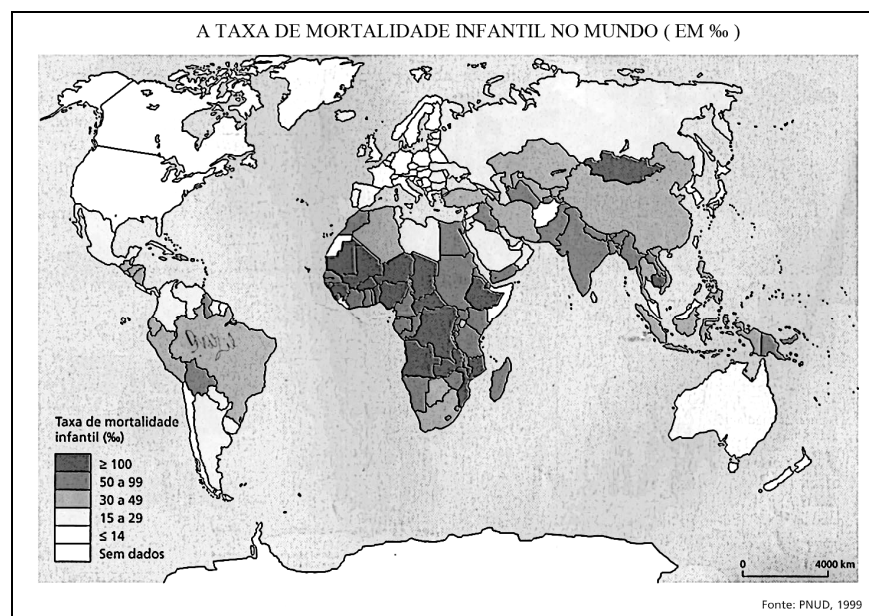 A TAXA DE MORTALIDADE INFANTIL NO MUNDO ( EM ‰ )
Taxa de mortalidade
infantil (‰)
≥ 100
50 a 99
30 a 49
15 a 29
≤ 14
Sem dados
0 4000 km
Fonte: PNUD, 1999